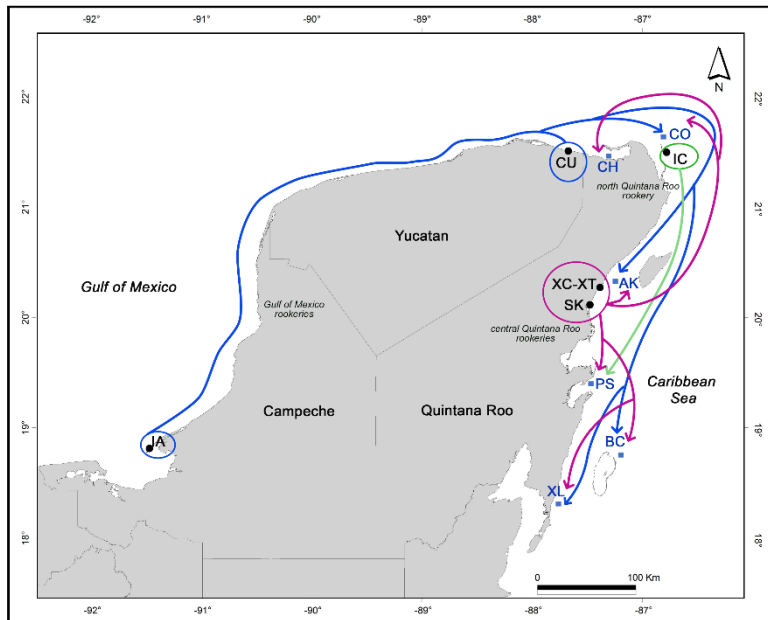 -92° -91° -90° -89° -88° -87°
N
22° 22°
CO
IC
CU
CH
north Quintana Roo
rookery
21° 21°
Yucatan
Gulf of Mexico
XC-XT
AK
Gulf of Mexico
rookeries
SK
20° 20°
central Quintana Roo
rookeries
PS
Caribbean
Sea
Campeche
Quintana Roo
19° 19°
IA
BC
XL
18° 18°
0 100 Km
-92° -91° -90° -89° -88° -87°